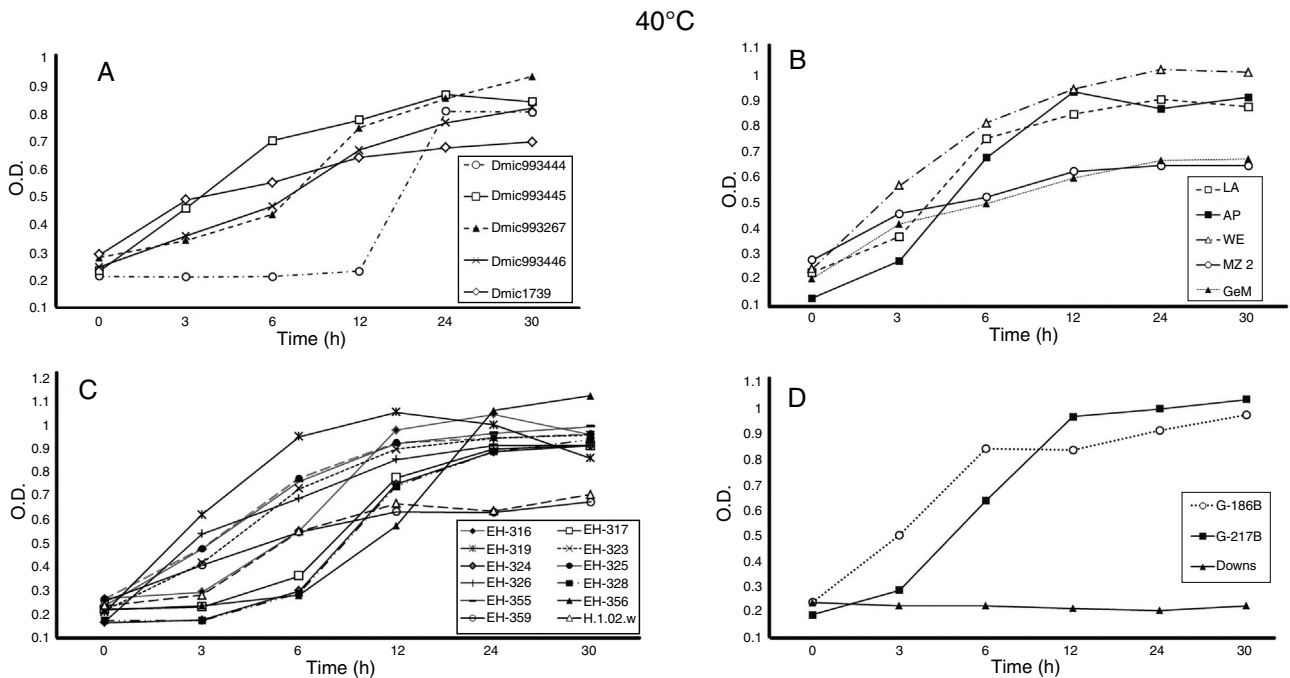 40°C
A
1
0.9
0.8
0.7
0.6
0.5
0.4
0.3
0.2
0.1
O.D.
0 3 6 12 24 30
Time (h)
Dmic993444
Dmic993445
Dmic993267
Dmic993446
Dmic1739
B
1.1
1
0.9
0.8
0.7
0.6
0.5
0.4
0.3
0.2
0.1
O.D.
0 3 6 12 24 30
Time (h)
LA
AP
WE
MZ 2
GeM
C
1.2
1.1
1
0.9
0.8
0.7
0.6
0.5
0.4
0.3
0.2
0.1
O.D.
0 3 6 12 24 30
Time (h)
EH-316 EH-317
EH-319 EH-323
EH-324 EH-325
EH-326 EH-328
EH-355 EH-356
EH-359 H.1.02.w
D
1.1
1
0.9
0.8
0.7
0.6
0.5
0.4
0.3
0.2
0.1
O.D.
0 3 6 12 24 30
Time (h)
G-186B
G-217B
Downs